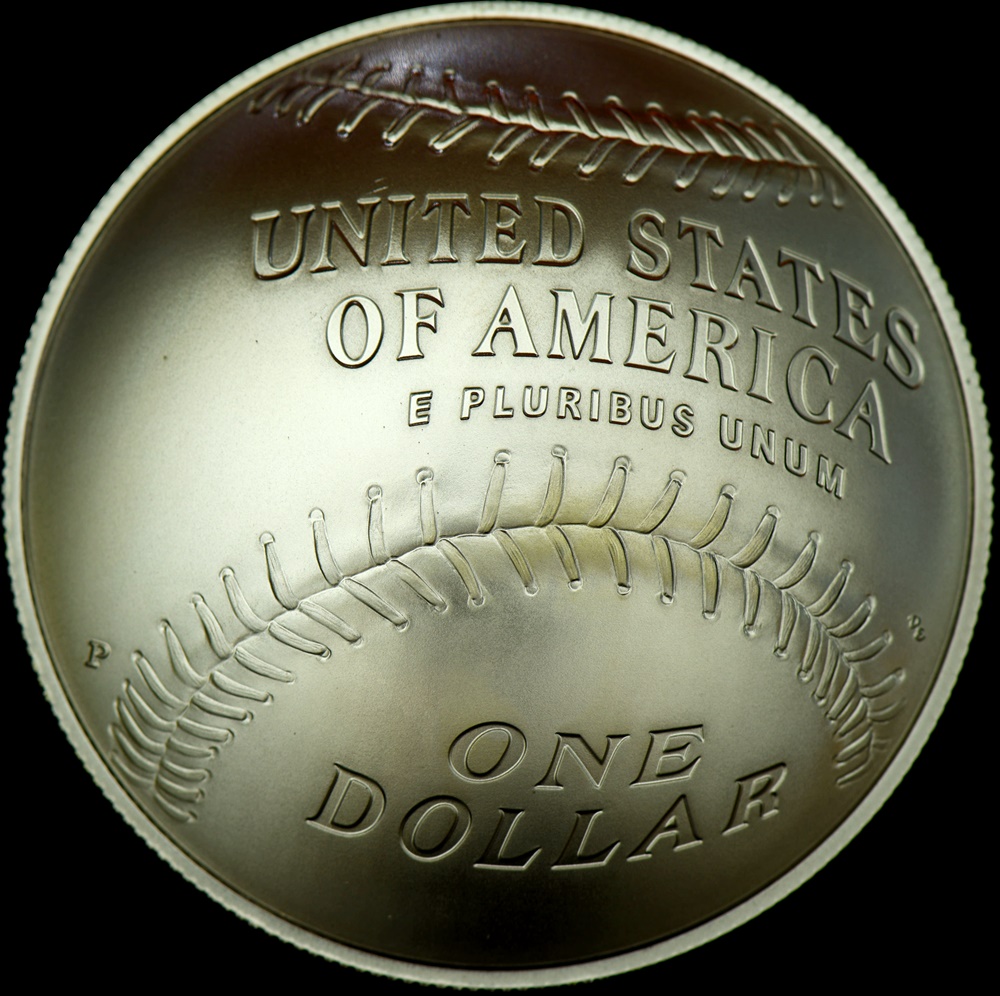 UNITED STATES
OF AMERICA
E PLURIBUS UNUM
P
ONE
DOLLAR